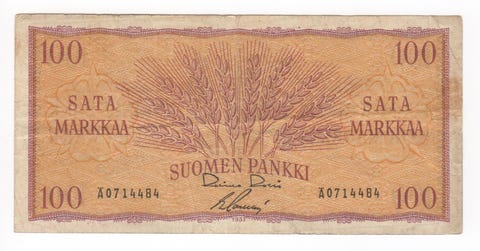 100 100
SATA SATA
MARKKAA MARKKAA
SUOMEN PANKKI
100 100
Ä0714484 Ä0714484